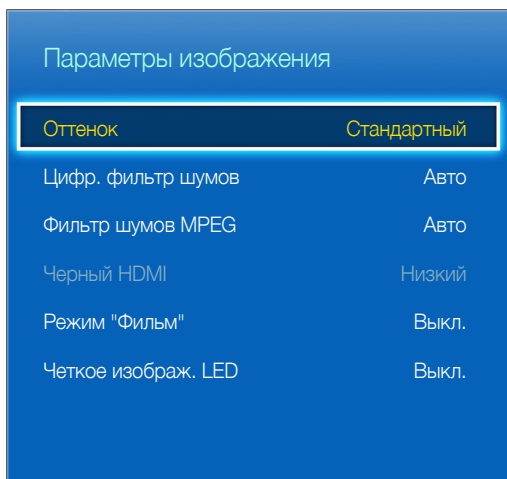 Параметры изображения
Оттенок Стандартный
Цифр. фильтр шумов Авто
Фильтр шумов MPEG Авто
Черный HDMI Низкий
Режим "Фильм" Выкл.
Четкое изображ. LED Выкл.